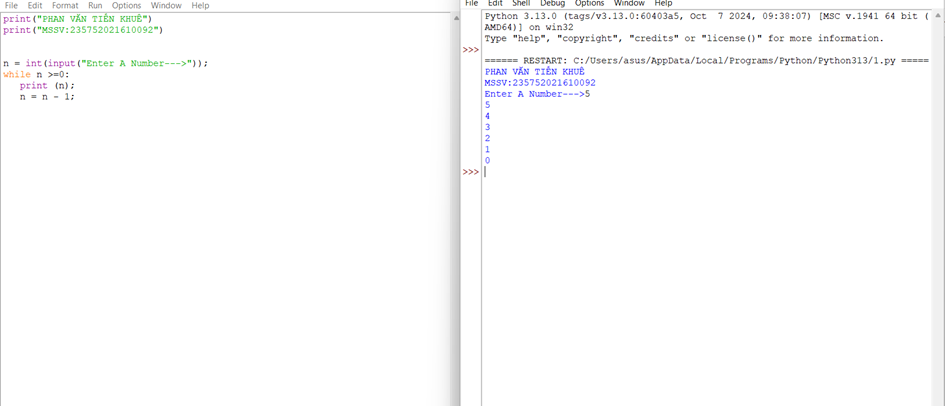 File Edit Format Run Options Window Help
print("PHAN VĂN TIẾN KHUÊ")
print("MSSV:235752021610092")
n = int(input("Enter A Number--->"));
while n >=0:
print (n);
n = n - 1;
File Edit Shell Debug Options Window Help
Python 3.13.0 (tags/v3.13.0:60403a5, Oct 7 2024, 09:38:07) [MSC v.1941 64 bit (
AMD64)] on win32
Type "help", "copyright", "credits" or "license()" for more information.
>>>
====== RESTART: C:/Users/asus/AppData/Local/Programs/Python/Python313/1.py =====
PHAN VĂN TIẾN KHUÊ
MSSV:235752021610092
Enter A Number--->5
5
4
3
2
1
0
>>>